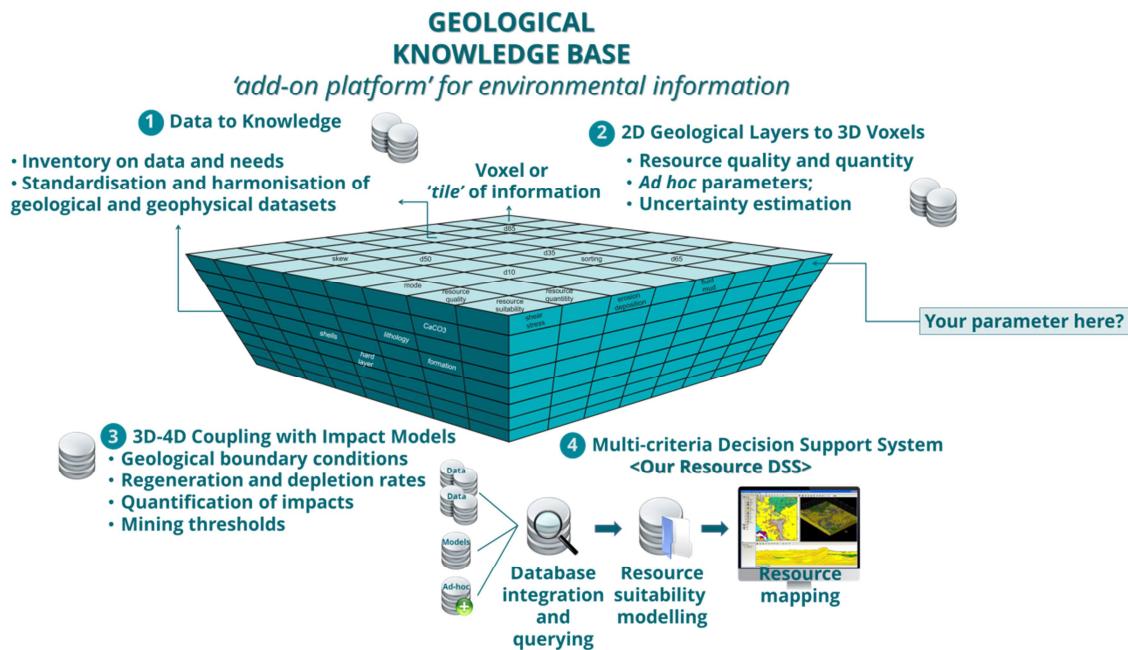 GEOLOGICAL
KNOWLEDGE BASE
'add-on platform' for environmental information
1 Data to Knowledge
• Inventory on data and needs
• Standardisation and harmonisation of
geological and geophysical datasets
Voxel or
'tile' of information
2 2D Geological Layers to 3D Voxels
• Resource quality and quantity
• Ad hoc parameters;
• Uncertainty estimation
d85
skew
d50
d35
sorting
d65
d10
mode
resource
quality
resource
quantitity
resource
suitability
shear
stress
erosion
deposition
fluid
mud
shells
lithology
CaCO3
hard
layer
formation
Your parameter here?
3 3D-4D Coupling with Impact Models
• Geological boundary conditions
• Regeneration and depletion rates
• Quantification of impacts
• Mining thresholds
4 Multi-criteria Decision Support System
<Our Resource DSS>
Data
Data
Models
Ad-hoc
Database
integration
and
querying
Resource
suitability
modelling
Resource
mapping